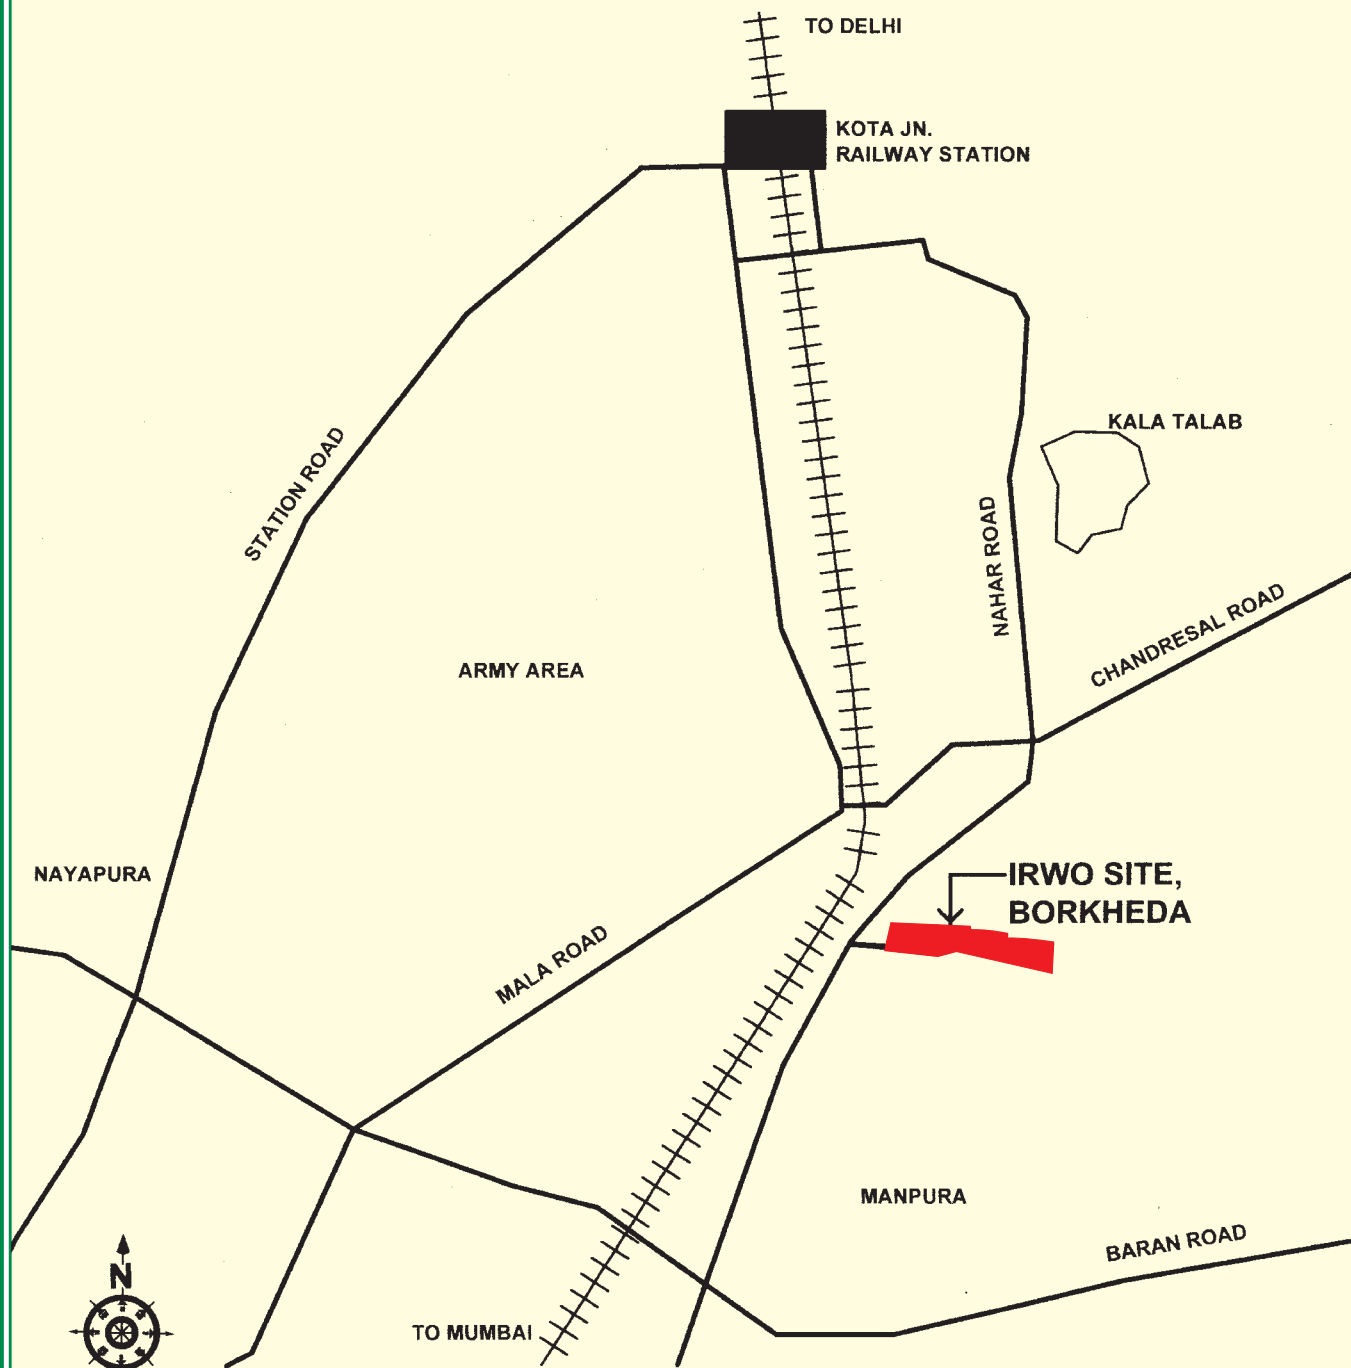 TO DELHI
KOTA JN.
RAILWAY STATION
KALA TALAB
STATION ROAD
NAHAR ROAD
CHANDRESAL ROAD
ARMY AREA
NAYAPURA
IRWO SITE,
BORKHEDA
MALA ROAD
MANPURA
BARAN ROAD
N
TO MUMBAI